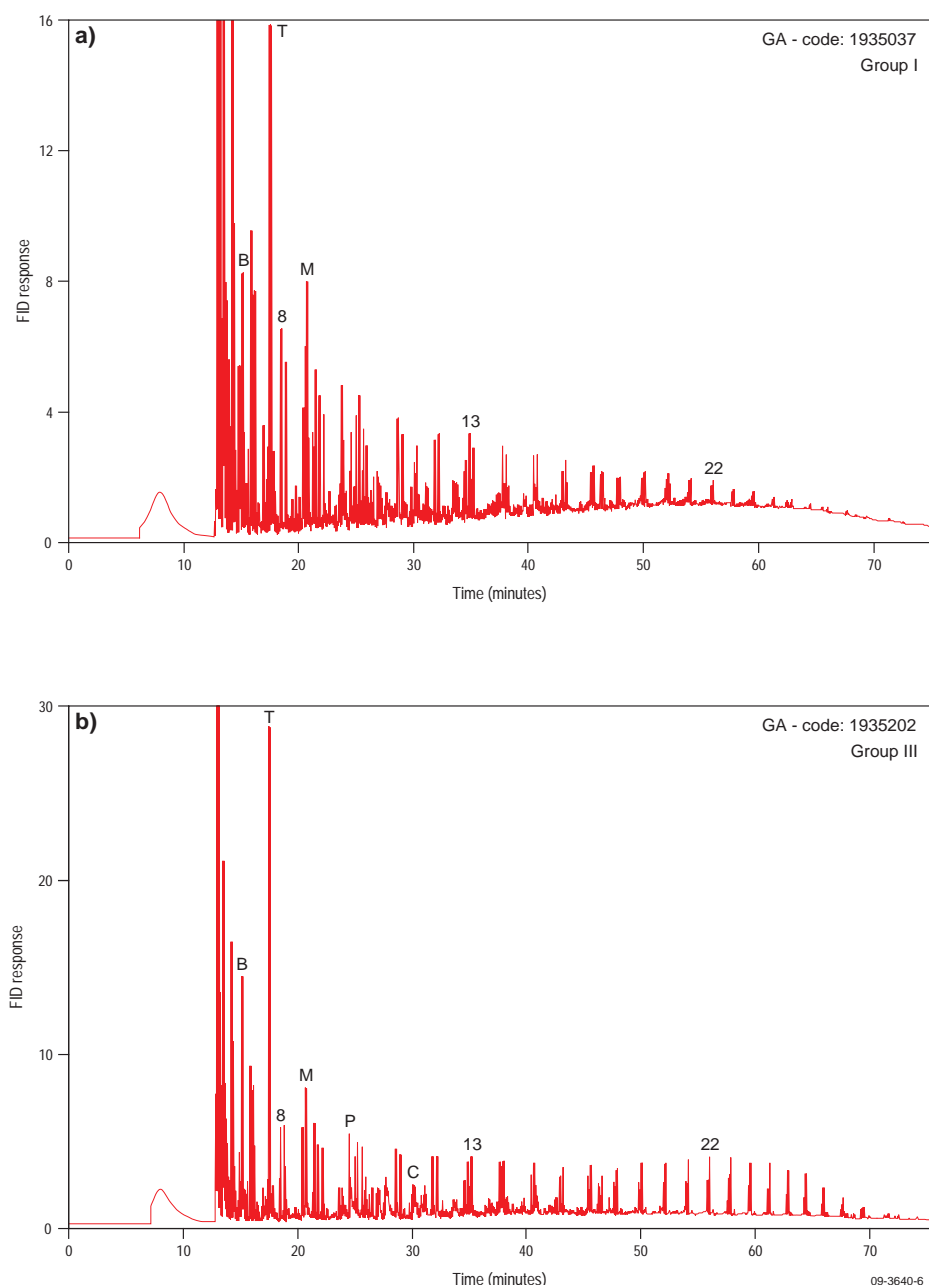 a)
GA - code: 1935037
Group I
T
B
M
8
13
22
16
12
8
4
0
FID response
0 10 20 30 40 50 60 70
Time (minutes)
b)
GA - code: 1935202
Group III
T
B
M
8
P
C
13
22
30
20
10
0
FID response
0 10 20 30 40 50 60 70
Time (minutes)
09-3640-6